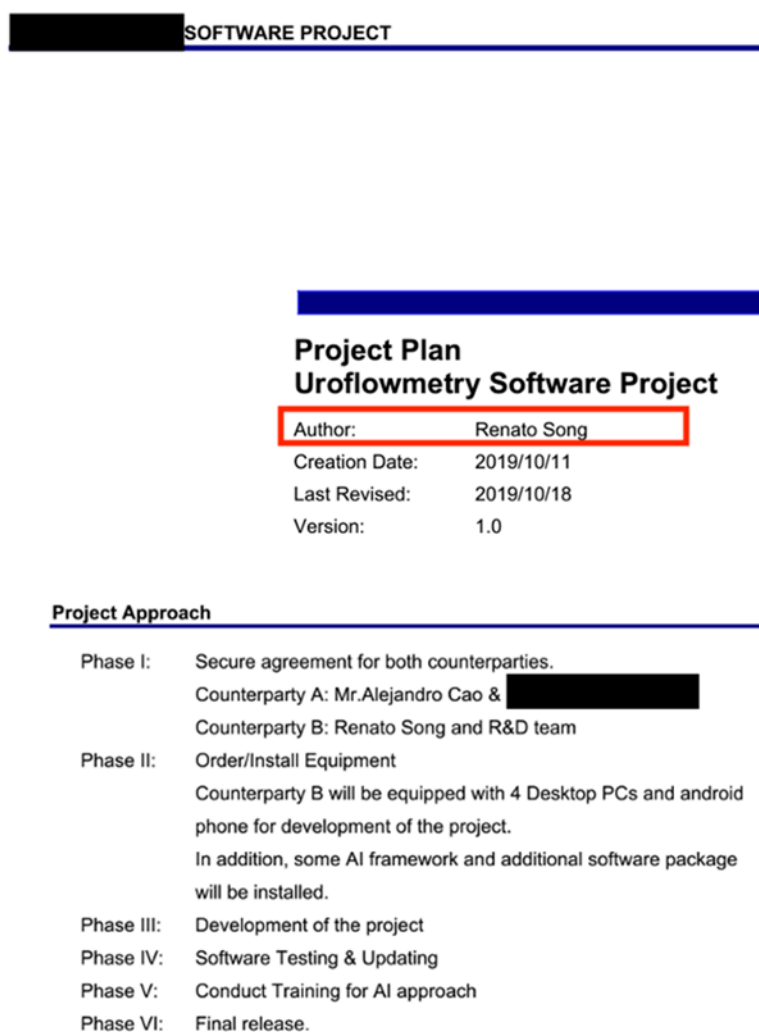 SOFTWARE PROJECT
Project Plan
Uroflowmetry Software Project
Author: Renato Song
Creation Date: 2019/10/11
Last Revised: 2019/10/18
Version: 1.0
Project Approach
Phase I: Secure agreement for both counterparties.
Counterparty A: Mr.Alejandro Cao &
Counterparty B: Renato Song and R&D team
Phase II: Order/Install Equipment
Counterparty B will be equipped with 4 Desktop PCs and android
phone for development of the project.
In addition, some AI framework and additional software package
will be installed.
Phase III: Development of the project
Phase IV: Software Testing & Updating
Phase V: Conduct Training for AI approach
Phase VI: Final release.